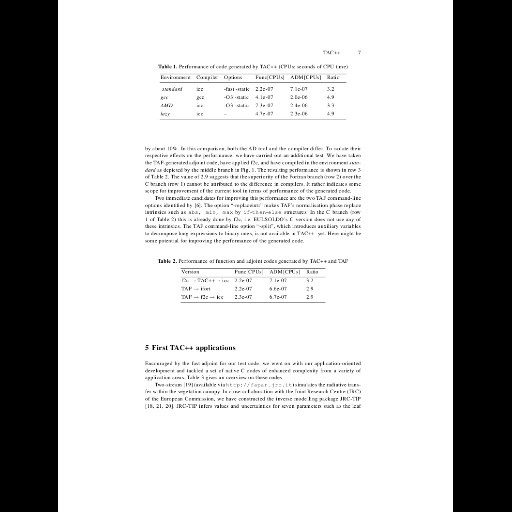 TAC++ 7
Table 1. Performance of code generated by TAC++ (CPUs: seconds of CPU time)
Environment Compiler Options Func[CPUs] ADM[CPUs] Ratio
standard icc -fast -static 2.2e-07 7.1e-07 3.2
gcc gcc -O3 -static 4.1e-07 2.0e-06 4.9
AMD icc -O3 -static 7.3e-07 2.4e-06 3.3
lazy icc – 4.7e-07 2.3e-06 4.9
by about 10%. In this comparison, both the AD tool and the compiler differ. To isolate their
respective effects on the performance, we have carried out an additional test. We have taken
the TAF-generated adjoint code, have applied f2c, and have compiled in the environment stan-
dard as depicted by the middle branch in Fig. 1. The resulting performance is shown in row 3
of Table 2. The value of 2.9 suggests that the superiority of the fortran branch (row 2) over the
C branch (row 1) cannot be attributed to the difference in compilers. It rather indicates some
scope for improvement of the current tool in terms of performance of the generated code.
Two immediate candidates for improving this performance are the two TAF command-line
options identified by [6]. The option "-replaceintr" makes TAF's normalisation phase replace
intrinsics such as abs, min, max by if-then-else structures. In the C branch (row
1 of Table 2) this is already done by f2c, i.e. EULSOLDO's C version does not use any of
these intrinsics. The TAF command-line option "-split", which introduces auxiliary variables
to decompose long expressions to binary ones, is not available in TAC++ yet. Here might be
some potential for improving the performance of the generated code.
Table 2. Performance of function and adjoint codes generated by TAC++ and TAF
Version Func[CPUs] ADM[CPUs] Ratio
f2c → TAC++ → icc 2.2e-07 7.1e-07 3.2
TAF → ifort 2.2e-07 6.6e-07 2.9
TAF → f2c → icc 2.3e-07 6.7e-07 2.9
5 First TAC++ applications
Encouraged by the fast adjoint for our test code, we went on with our application-oriented
development and tackled a set of native C codes of enhanced complexity from a variety of
application areas. Table 3 gives an overview on these codes.
Two-stream [19] (available via http://fapar.jrc.it) simulates the radiative trans-
fer within the vegetation canopy. In close collaboration with the Joint Research Centre (JRC)
of the European Commission, we have constructed the inverse modelling package JRC-TIP
[18, 21, 20]. JRC-TIP infers values and uncertainties for seven parameters such as the leaf